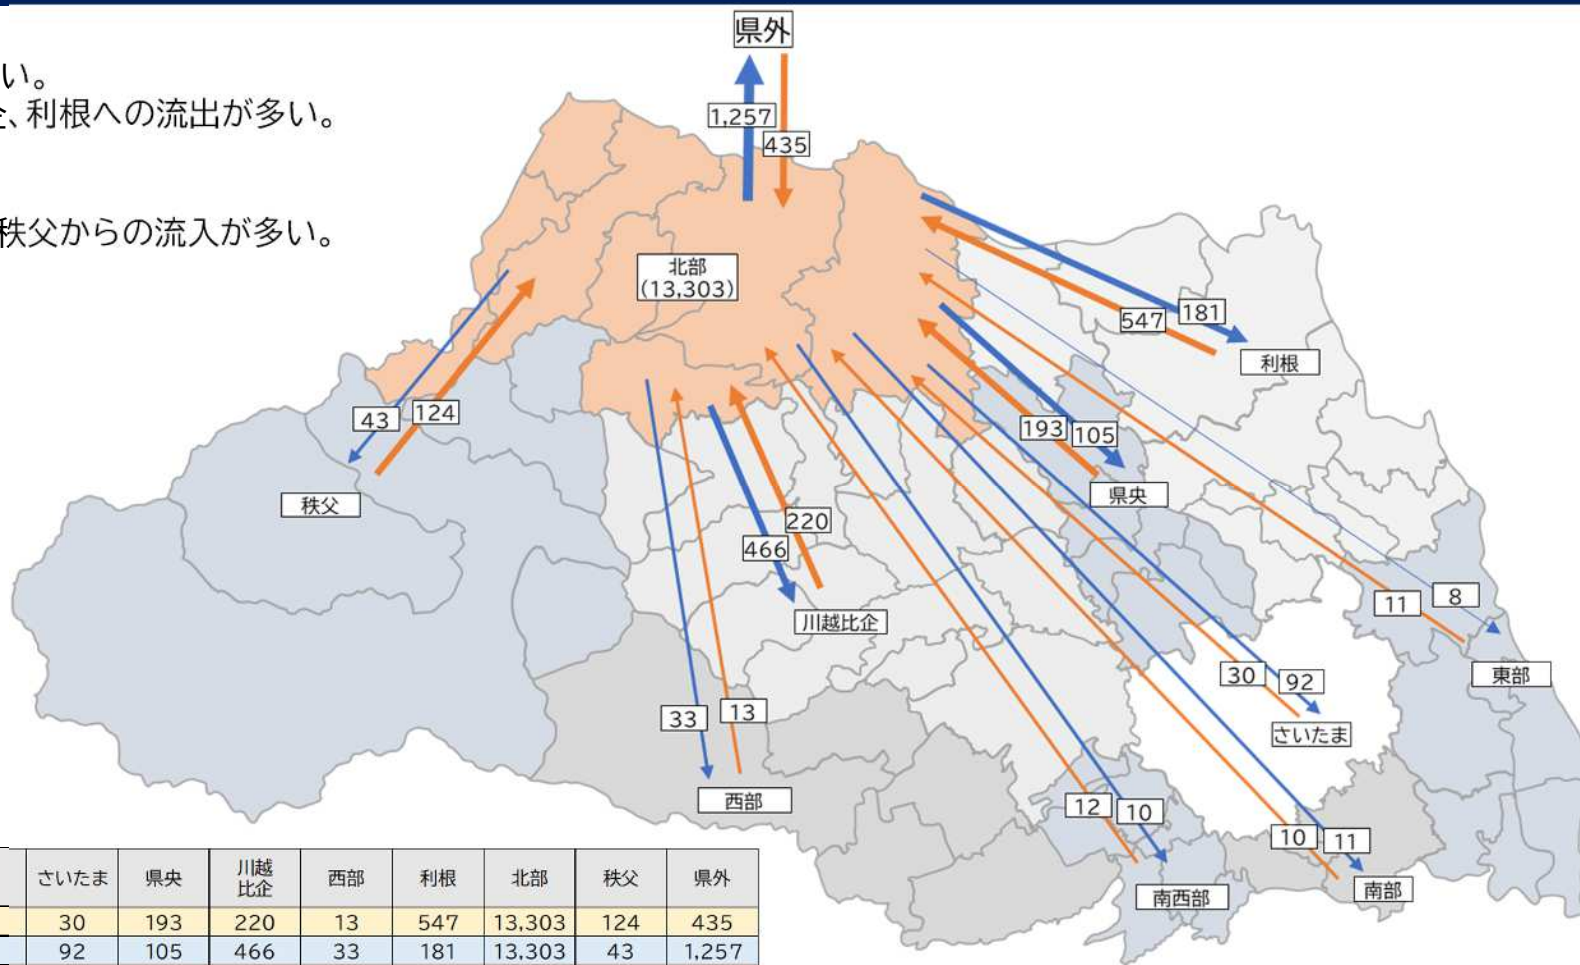 県外
い。
、利根への流出が多い。
1,257
435
秩父からの流入が多い。
北部
(13,303)
181
547
利根
43
124
193
105
県央
秩父
220
466
川越比企
11
8
東部
30
92
さいたま
33
13
西部
12
10
南西部
10
11
南部
さいたま 県央 川越比企 西部 利根 北部 秩父 県外
30 193 220 13 547 13,303 124 435
92 105 466 33 181 13,303 43 1,257